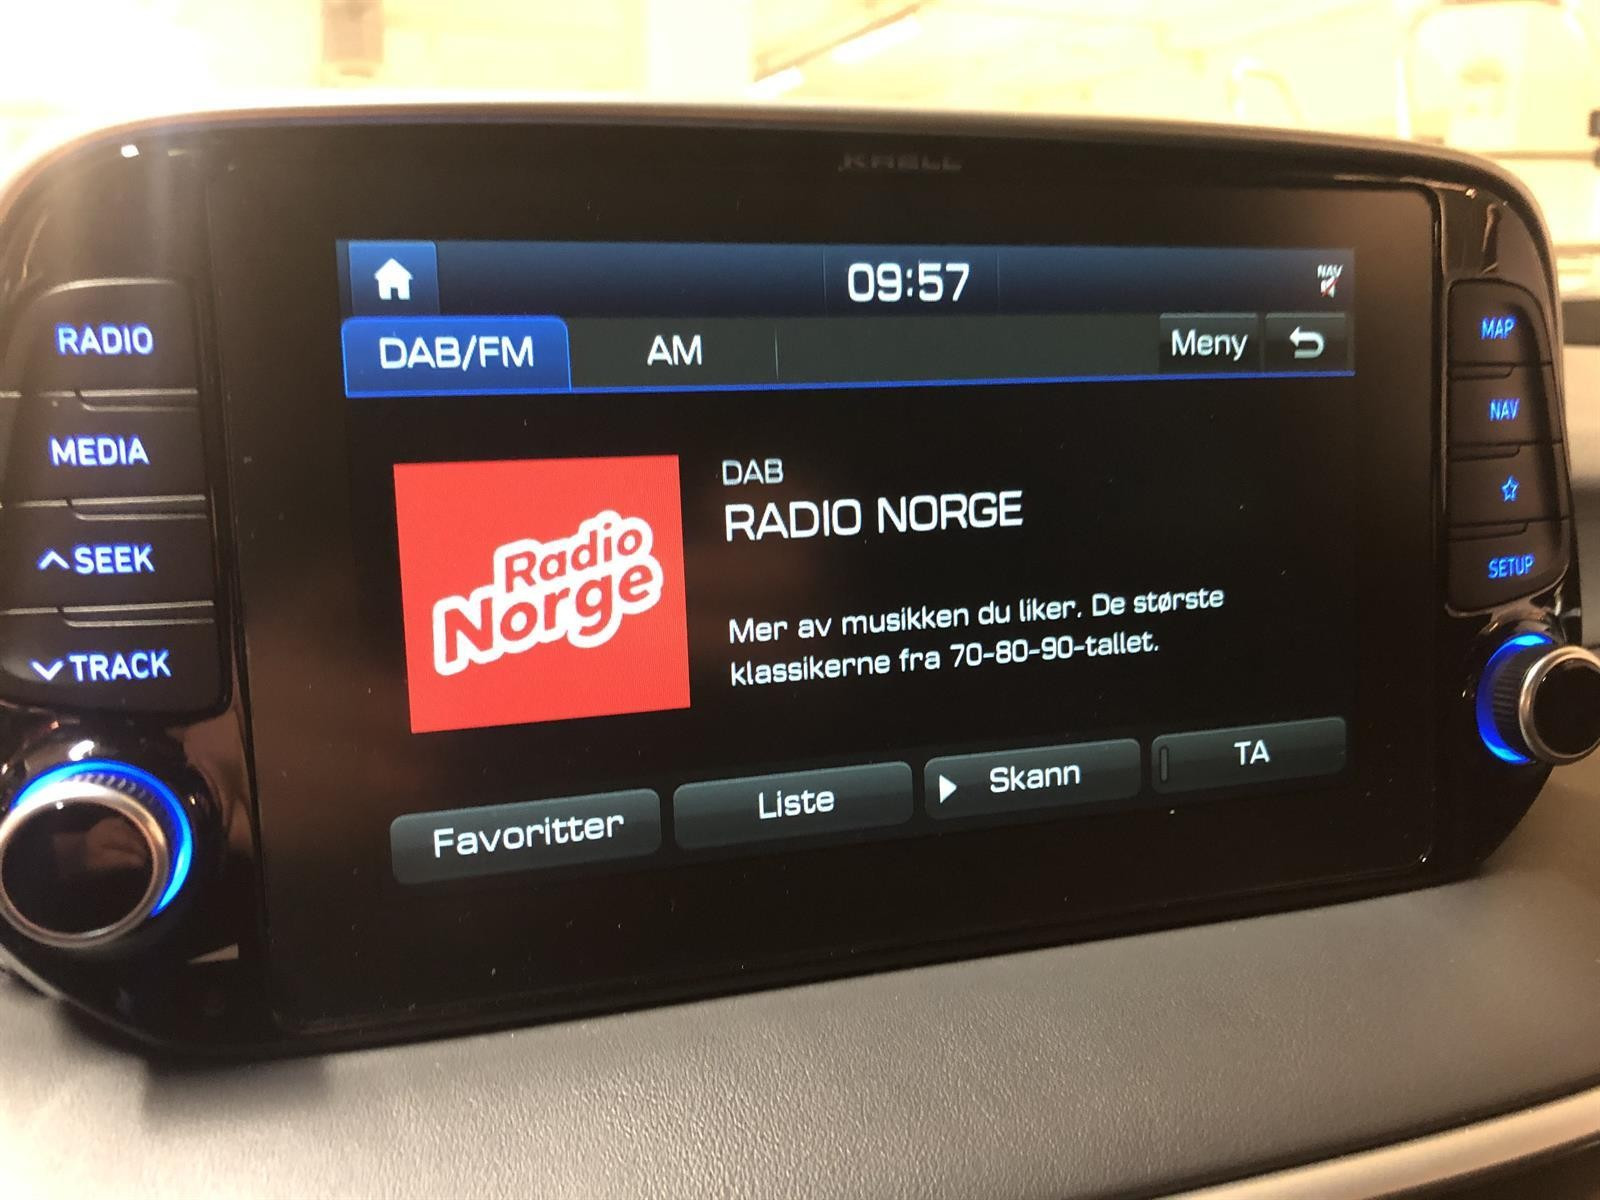 KRELL
09:57
NAV
DAB/FM
AM
Meny
RADIO
MEDIA
SEEK
TRACK
MAP
NAV
SETUP
Radio
Norge
DAB
RADIO NORGE
Mer av musikken du liker. De største
klassikerne fra 70-80-90-tallet.
Favoritter
Liste
Skann
TA